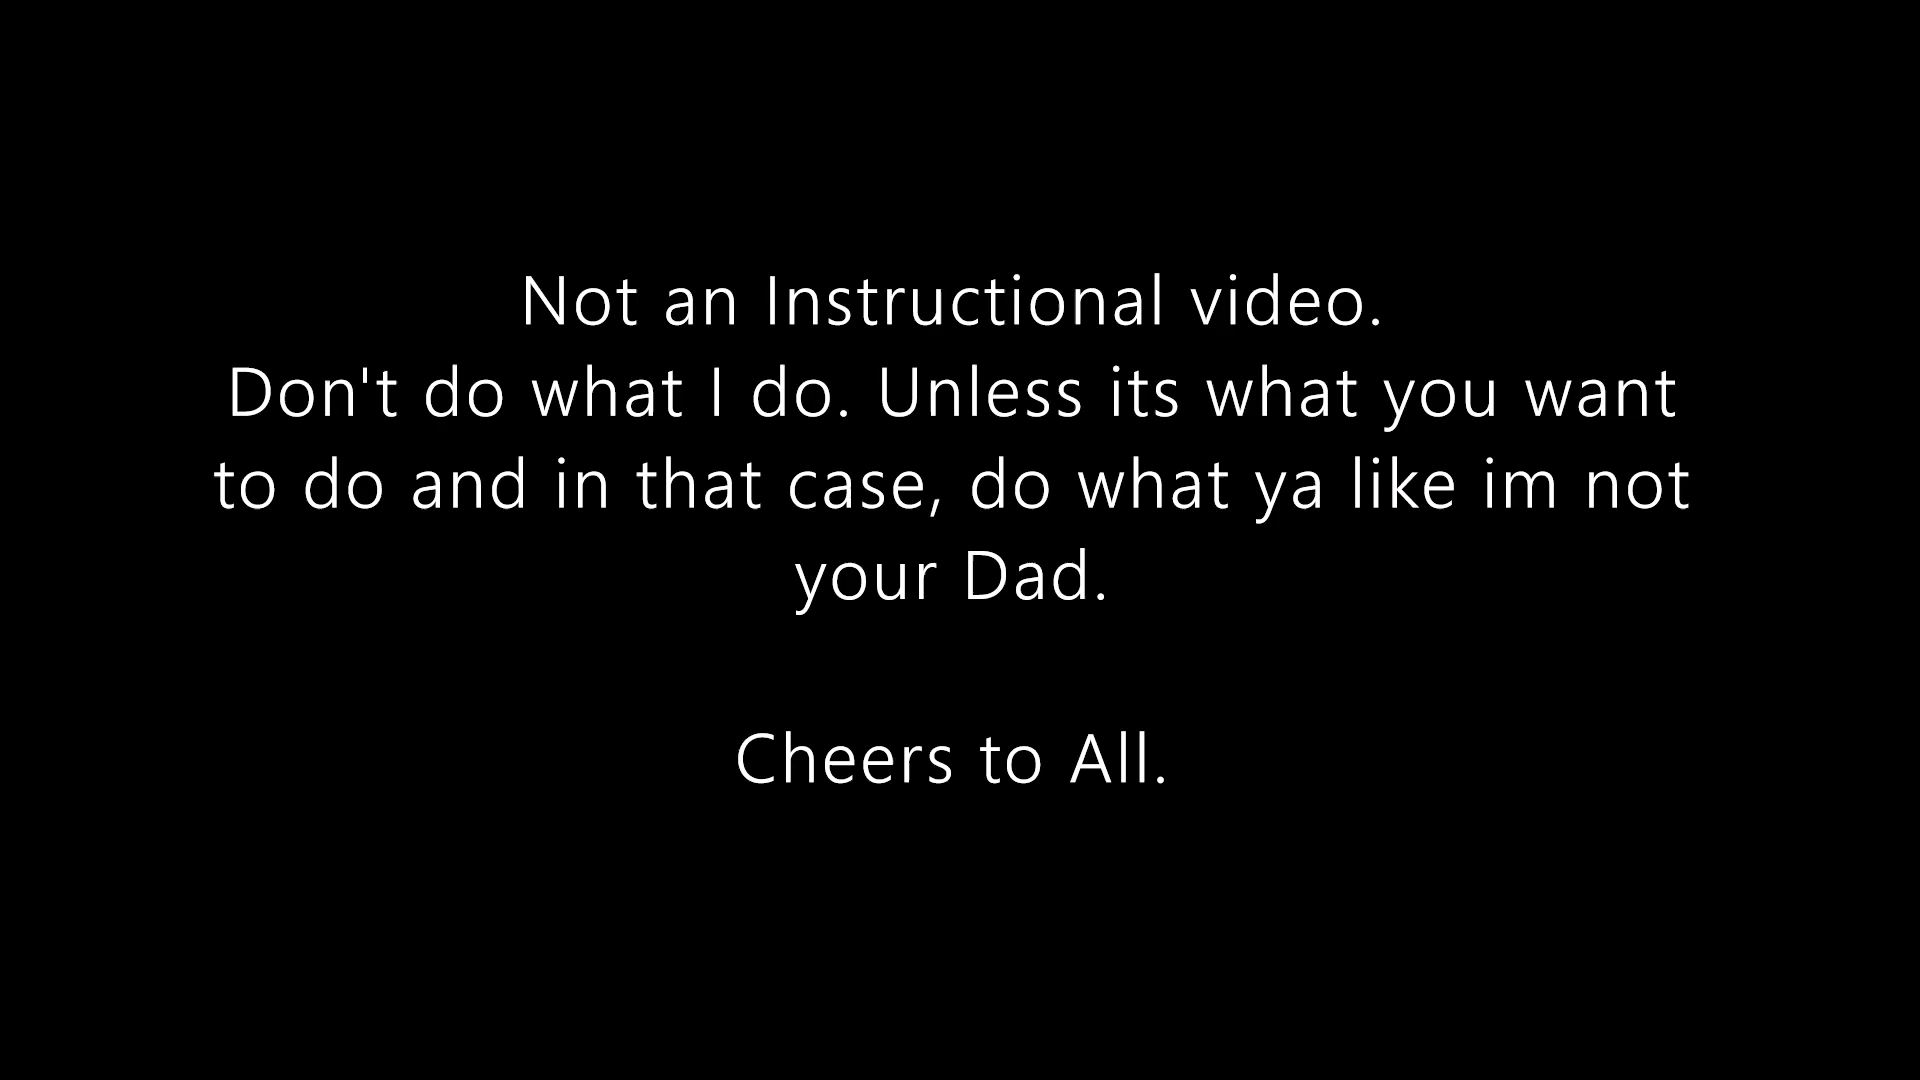 Not an Instructional video.
Don't do what I do. Unless its what you want
to do and in that case, do what ya like im not
your Dad.
Cheers to All.